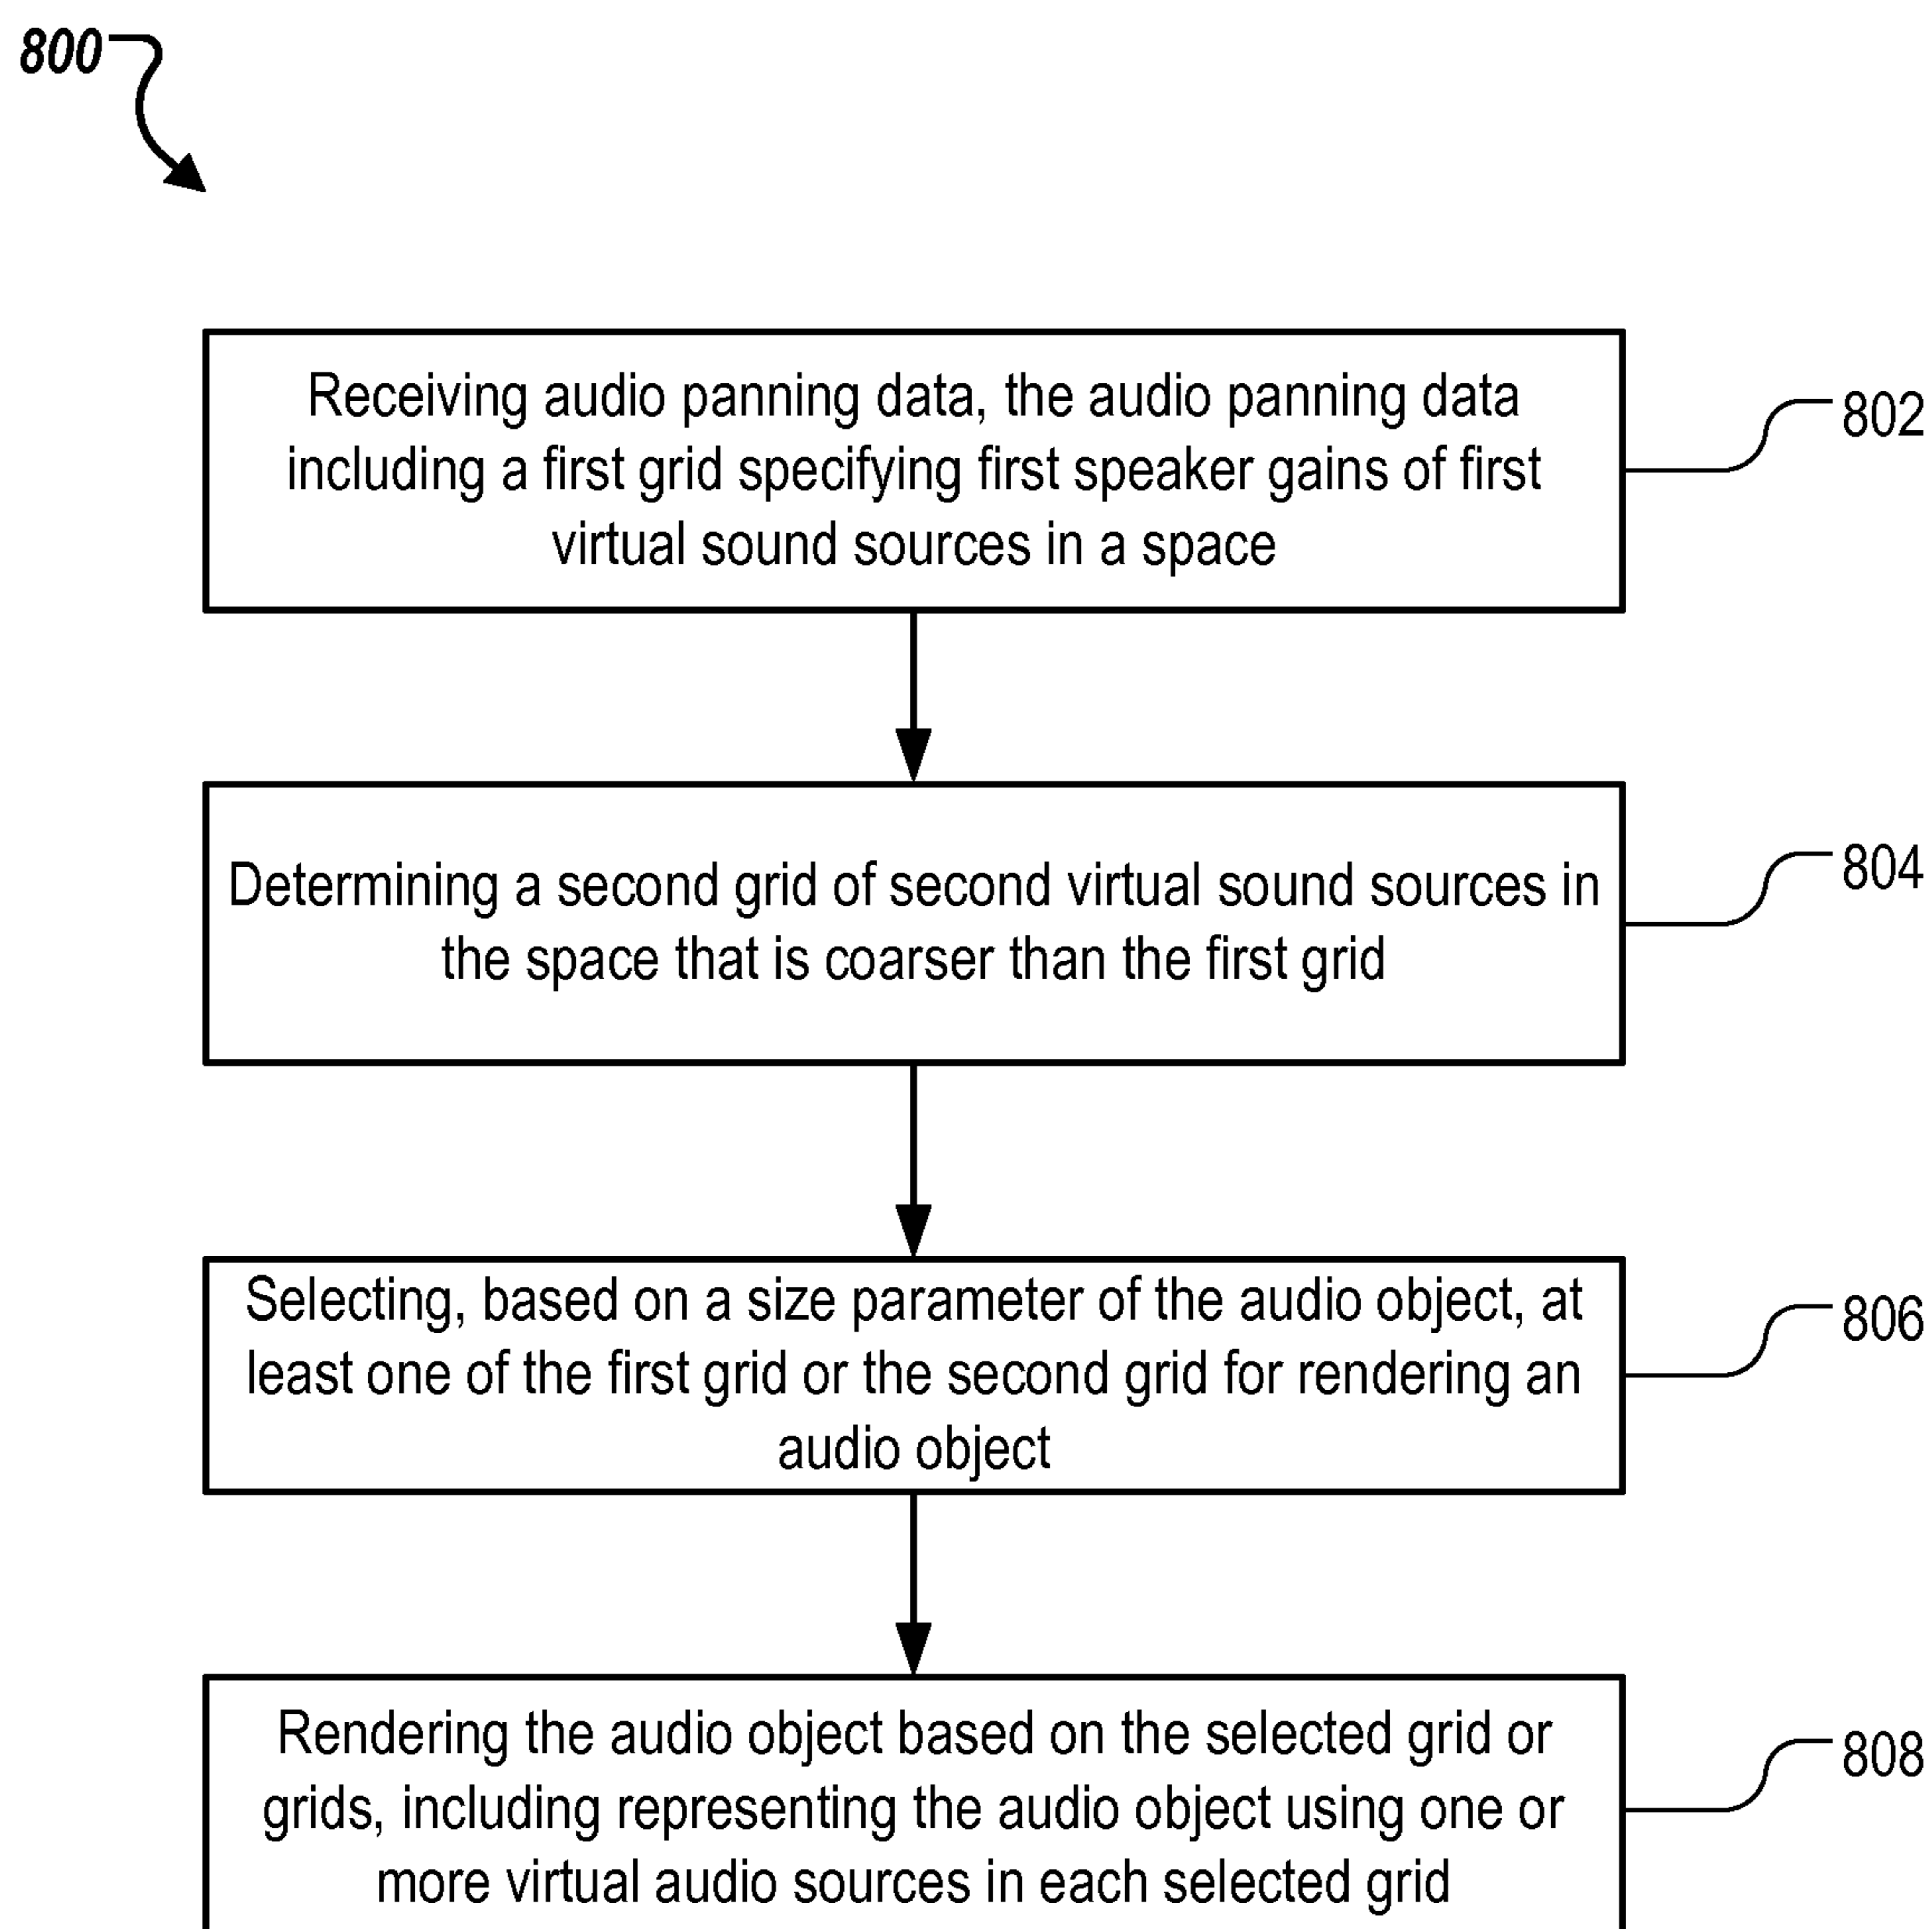 800
Receiving audio panning data, the audio panning data
including a first grid specifying first speaker gains of first
virtual sound sources in a space
802
Determining a second grid of second virtual sound sources in
the space that is coarser than the first grid
804
Selecting, based on a size parameter of the audio object, at
least one of the first grid or the second grid for rendering an
audio object
806
Rendering the audio object based on the selected grid or
grids, including representing the audio object using one or
more virtual audio sources in each selected grid
808